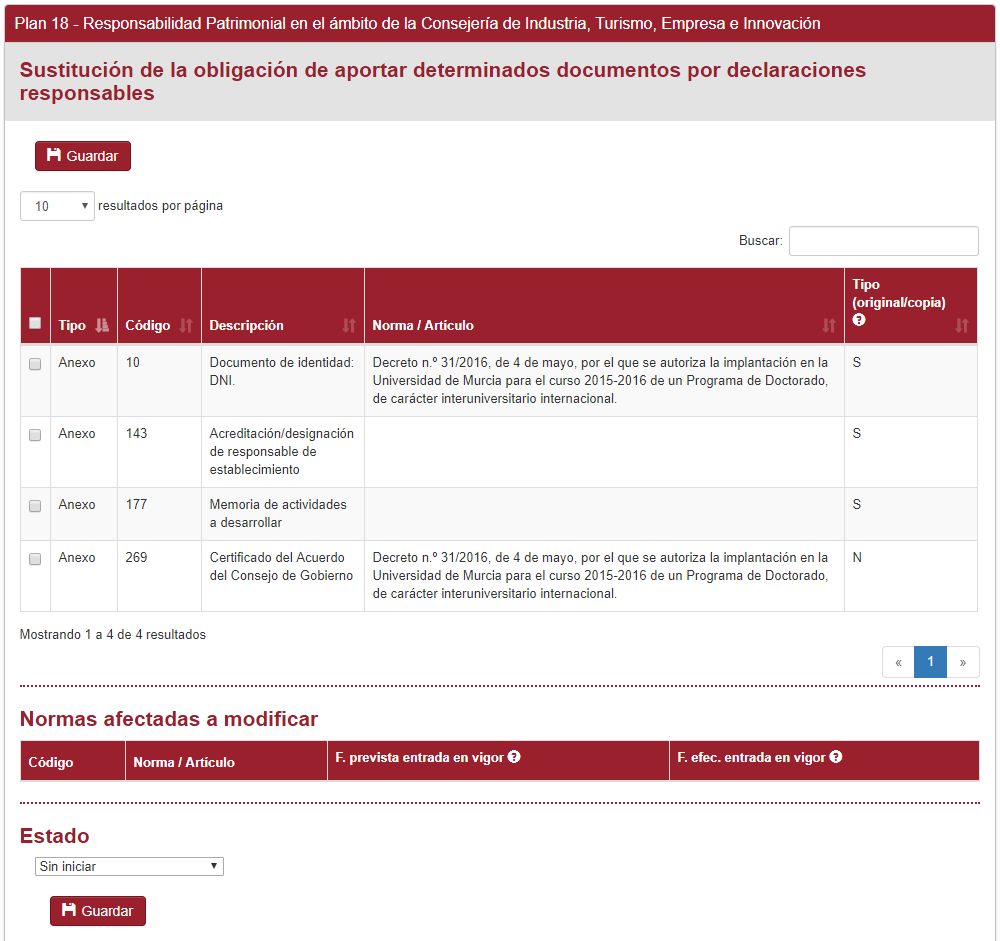 Plan 18 - Responsabilidad Patrimonial en el ámbito de la Consejería de Industria, Turismo, Empresa e Innovación
Sustitución de la obligación de aportar determinados documentos por declaraciones
responsables
Guardar
10 resultados por página
Buscar:
Tipo Código Descripción Norma / Artículo Tipo
(original/copia)
Anexo 10 Documento de identidad: Decreto n.º 31/2016, de 4 de mayo, por el que se autoriza la implantación en la S
DNI. Universidad de Murcia para el curso 2015-2016 de un Programa de Doctorado,
de carácter interuniversitario internacional.
Anexo 143 Acreditación/designación S
de responsable de
establecimiento
Anexo 177 Memoria de actividades S
a desarrollar
Anexo 269 Certificado del Acuerdo Decreto n.º 31/2016, de 4 de mayo, por el que se autoriza la implantación en la N
del Consejo de Gobierno Universidad de Murcia para el curso 2015-2016 de un Programa de Doctorado,
de carácter interuniversitario internacional.
Mostrando 1 a 4 de 4 resultados
« 1 »
Normas afectadas a modificar
Código Norma / Artículo F. prevista entrada en vigor ? F. efec. entrada en vigor ?
Estado
Sin iniciar
Guardar